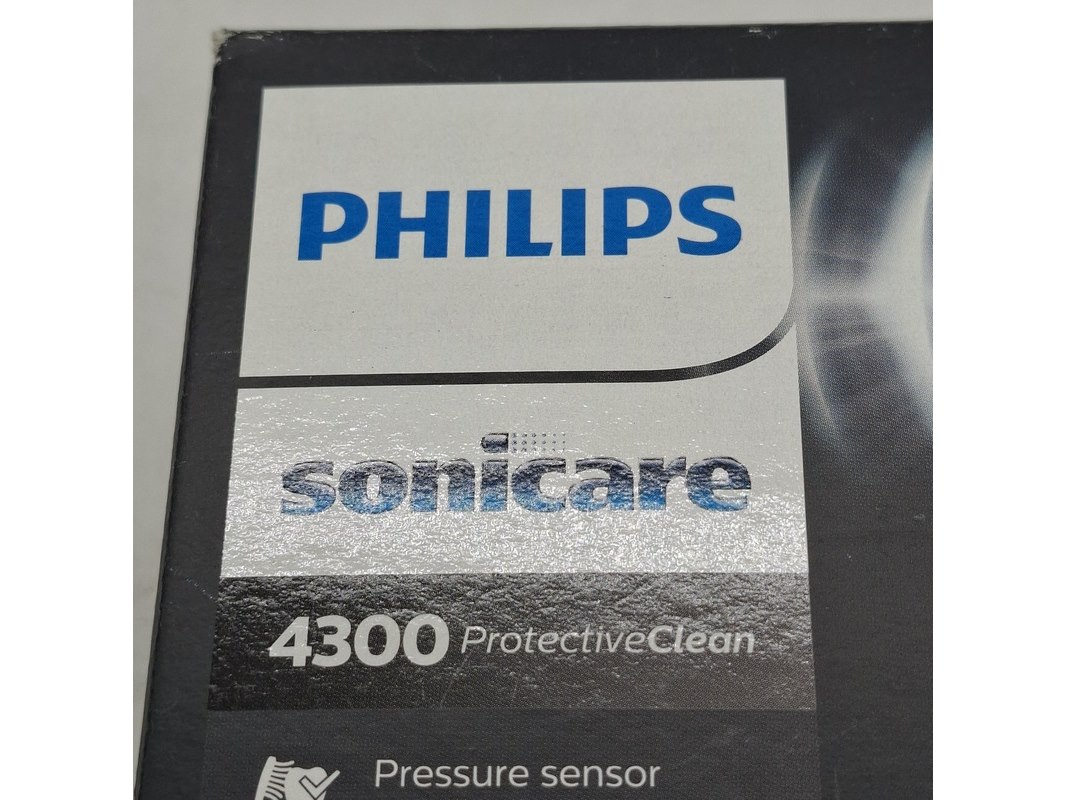 PHILIPS
sonicare
4300 ProtectiveClean
Pressure sensor